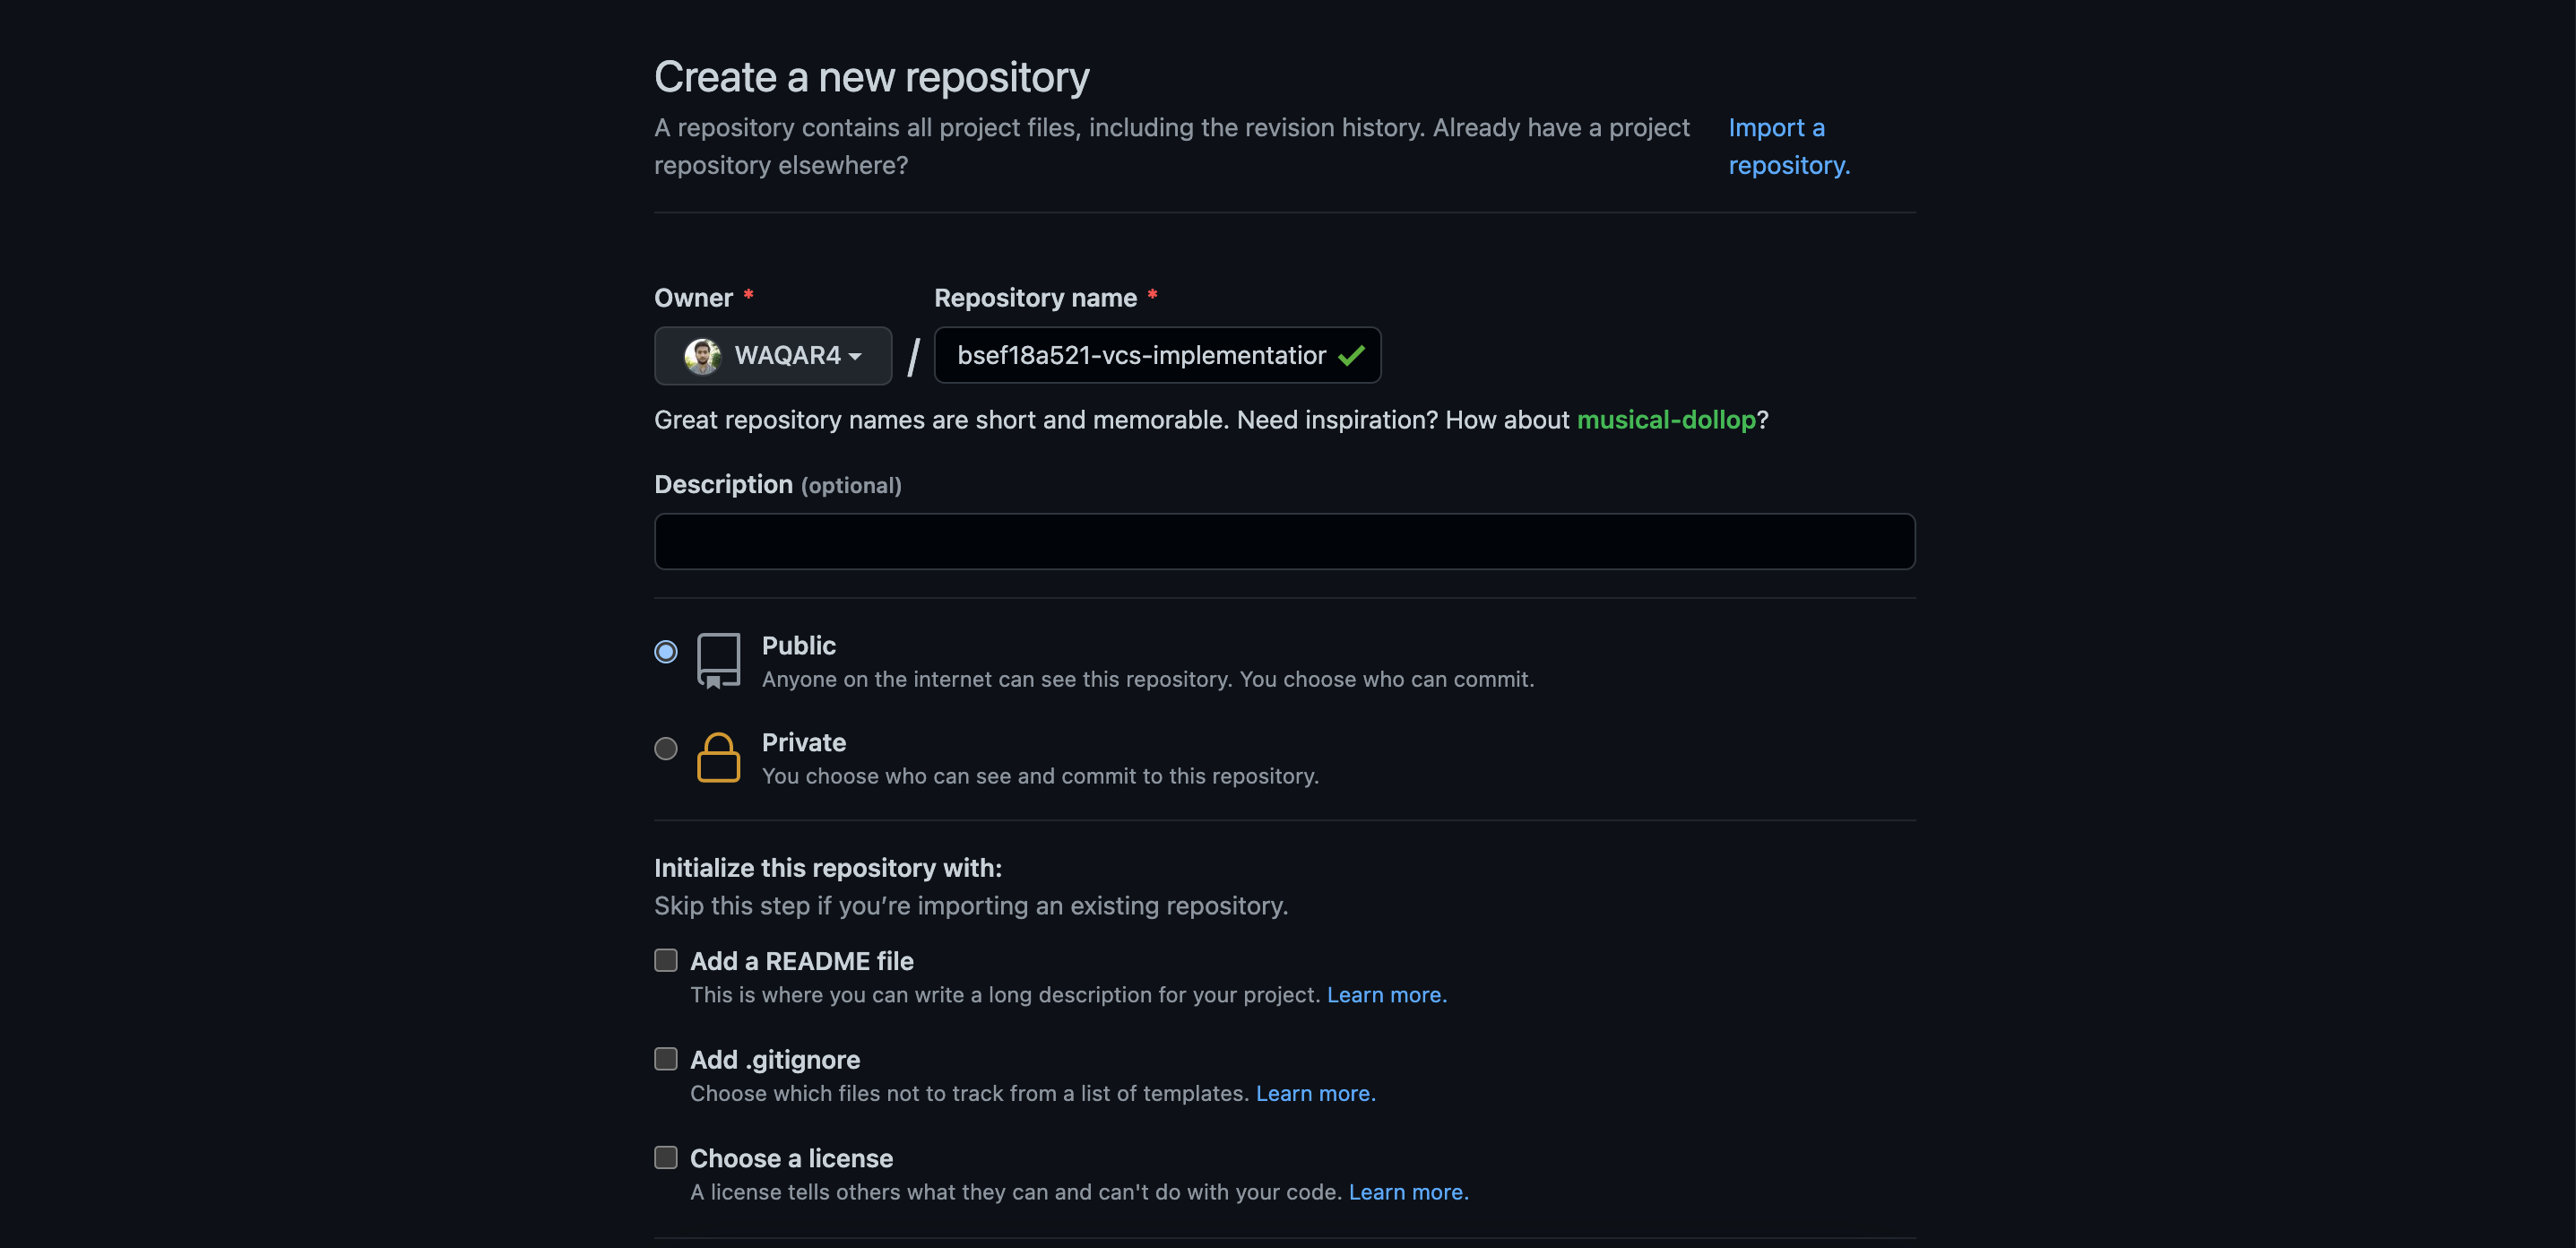 Create a new repository
A repository contains all project files, including the revision history. Already have a project
repository elsewhere?
Import a
repository.
Owner *
Repository name *
WAQAR4
/
bsef18a521-vcs-implementatior
Great repository names are short and memorable. Need inspiration? How about musical-dollop?
Description (optional)
Public
Anyone on the internet can see this repository. You choose who can commit.
Private
You choose who can see and commit to this repository.
Initialize this repository with:
Skip this step if you’re importing an existing repository.
Add a README file
This is where you can write a long description for your project. Learn more.
Add .gitignore
Choose which files not to track from a list of templates. Learn more.
Choose a license
A license tells others what they can and can't do with your code. Learn more.